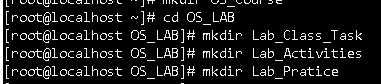 [root@localhost ~]# mkdir OS_Course
[root@localhost ~]# cd OS_LAB
[root@localhost OS_LAB]# mkdir Lab_Class_Task
[root@localhost OS_LAB]# mkdir Lab_Activities
[root@localhost OS_LAB]# mkdir Lab_Pratice